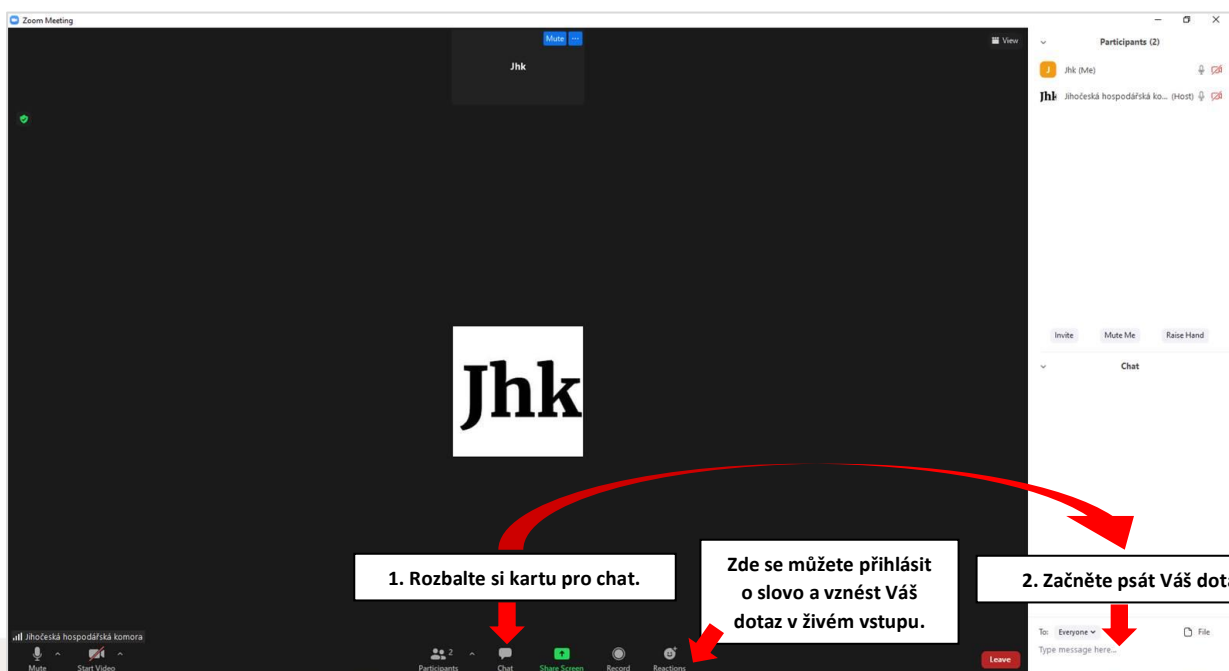 Zoom Meeting
Mute ...
Jhk
View
Participants (2)
J Jhk (Me)
Jhk Jihočeská hospodářská ko... (Host)
Invite Mute Me Raise Hand
Chat
Jhk
1. Rozbalte si kartu pro chat.
Zde se můžete přihlásit
o slovo a vznést Váš
dotaz v živém vstupu.
2. Začněte psát Váš dota
Jihočeská hospodářská komora
To: Everyone File
Type message here...
Mute Start Video Participants 2 Chat Share Screen Record Reactions Leave